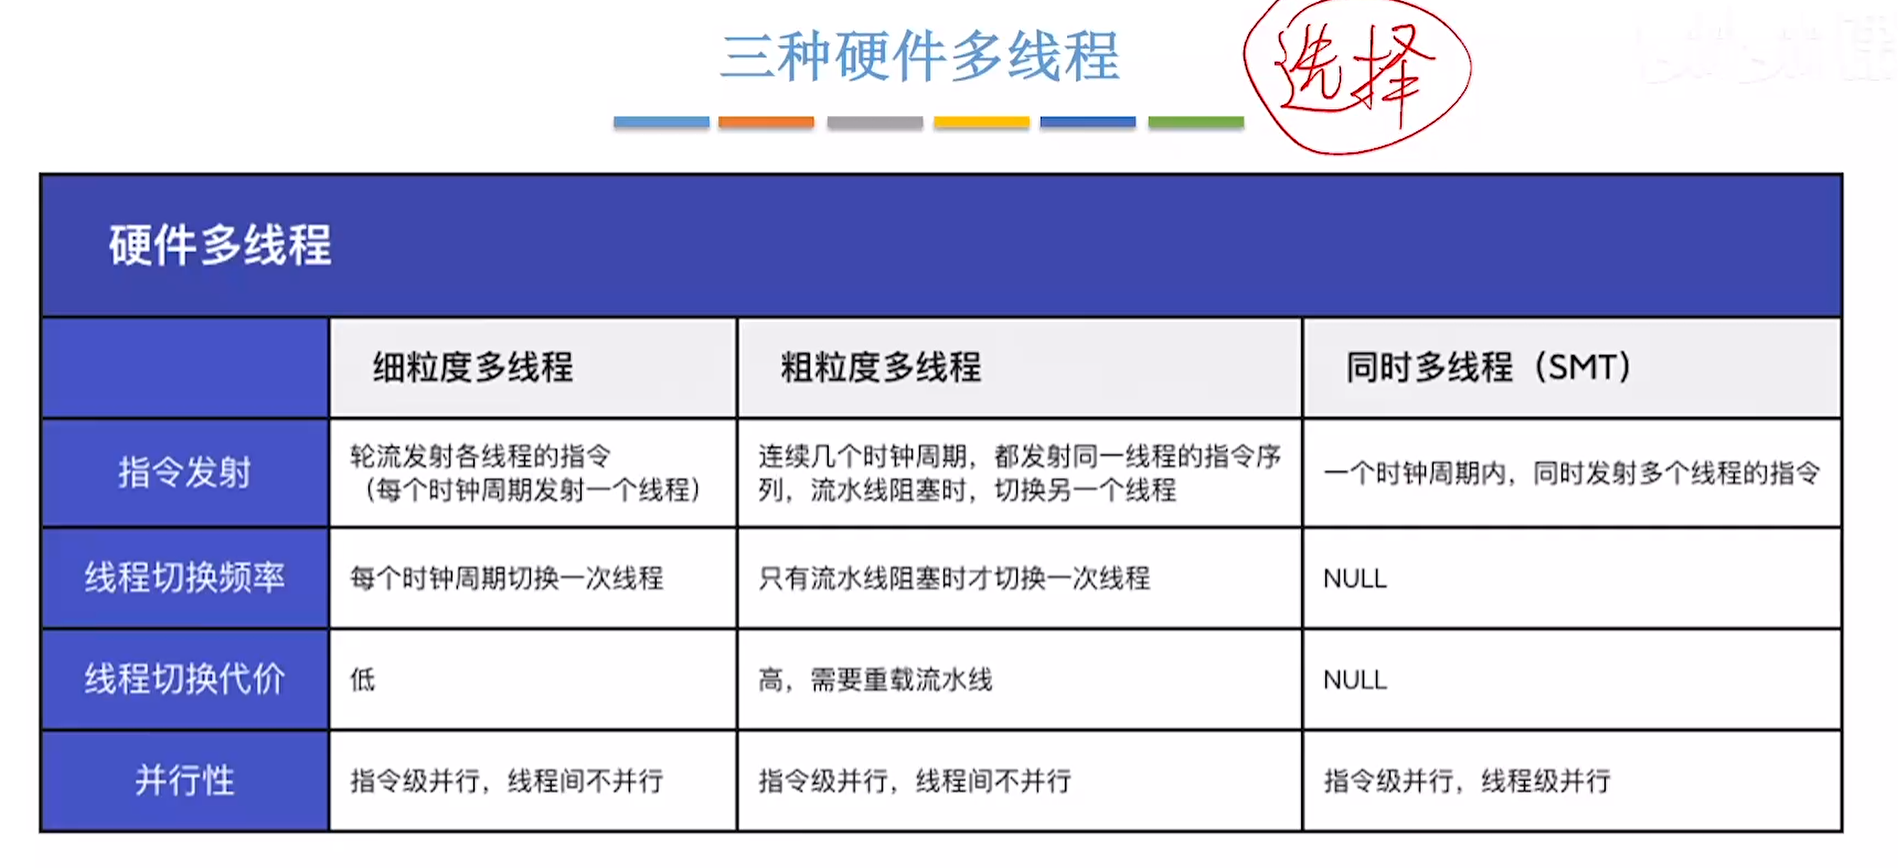 三种硬件多线程
选择
硬件多线程
细粒度多线程
粗粒度多线程
同时多线程（SMT）
指令发射
轮流发射各线程的指令
（每个时钟周期发射一个线程）
连续几个时钟周期，都发射同一线程的指令序
列，流水线阻塞时，切换另一个线程
一个时钟周期内，同时发射多个线程的指令
线程切换频率
每个时钟周期切换一次线程
只有流水线阻塞时才切换一次线程
NULL
线程切换代价
低
高，需要重载流水线
NULL
并行性
指令级并行，线程间不并行
指令级并行，线程间不并行
指令级并行，线程级并行